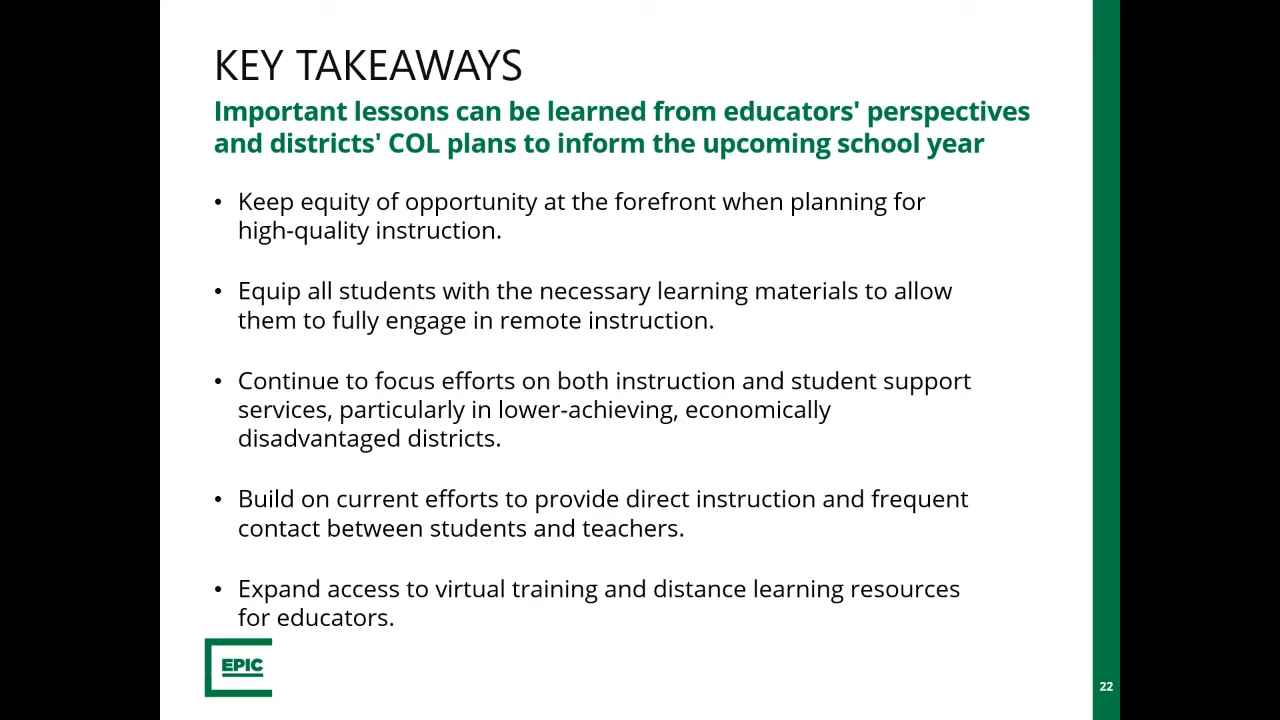 KEY TAKEAWAYS
Important lessons can be learned from educators' perspectives
and districts' COL plans to inform the upcoming school year
• Keep equity of opportunity at the forefront when planning for
high-quality instruction.
• Equip all students with the necessary learning materials to allow
them to fully engage in remote instruction.
• Continue to focus efforts on both instruction and student support
services, particularly in lower-achieving, economically
disadvantaged districts.
• Build on current efforts to provide direct instruction and frequent
contact between students and teachers.
• Expand access to virtual training and distance learning resources
for educators.
EPIC
22